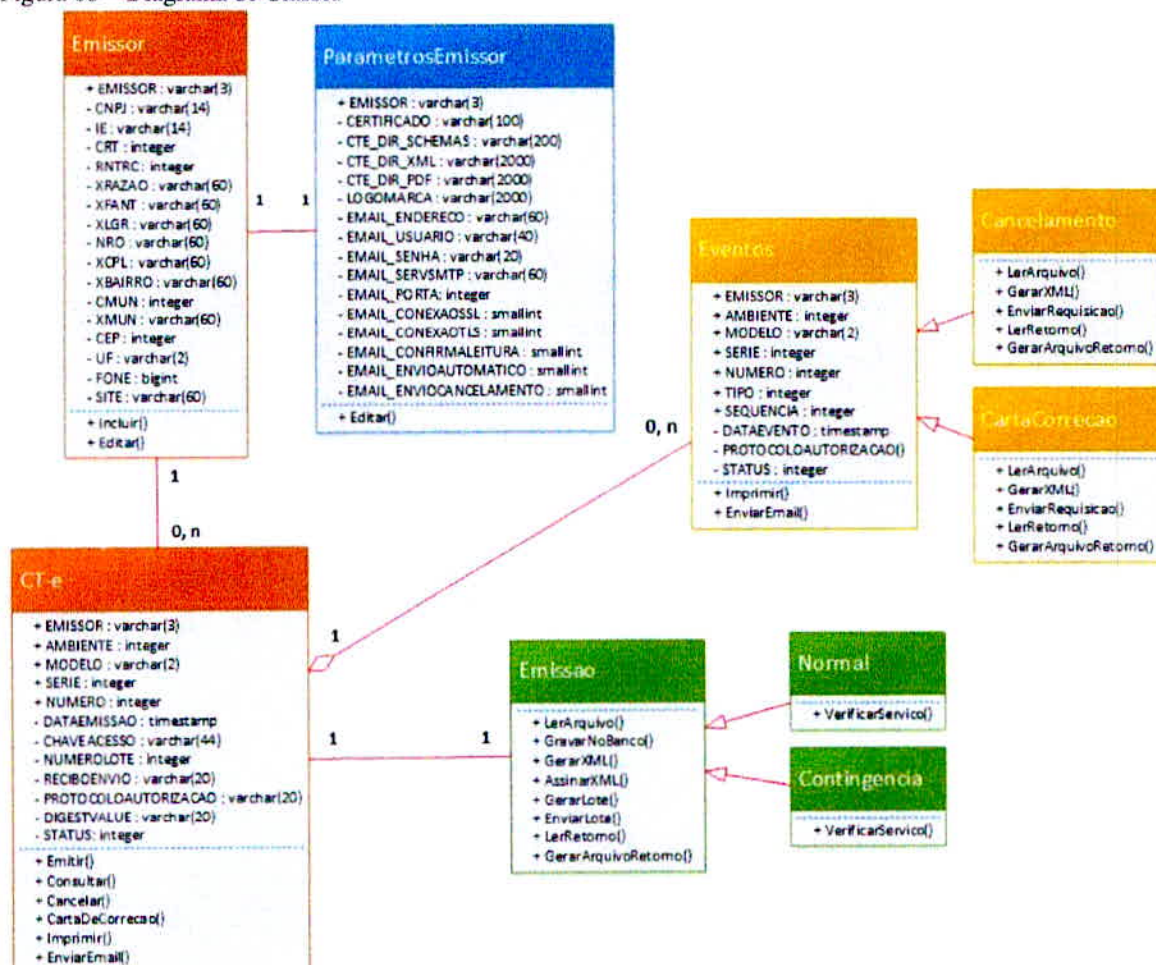 Emissor
+ EMISSOR : varchar(3)
- CNPJ : varchar(14)
- IE : varchar(14)
- CRT : integer
- RNTRC : integer
- XRAZAO : varchar(60)
- XFANT : varchar(60)
- XLGR : varchar(60)
- NRO : varchar(60)
- XCPL : varchar(60)
- XBAIRRO : varchar(60)
- CMUN : integer
- XMUN : varchar(60)
- CEP : integer
- UF : varchar(2)
- FONE : bigint
- SITE : varchar(60)
+ Incluir()
+ Editar()
1
1
ParametrosEmissor
+ EMISSOR : varchar(3)
- CERTIFICADO : varchar(100)
- CTE_DIR_SCHEMAS : varchar(200)
- CTE_DIR_XML : varchar(2000)
- CTE_DIR_PDF : varchar(2000)
- LOGOMARCA : varchar(2000)
- EMAIL_ENDERECO : varchar(60)
- EMAIL_USUARIO : varchar(40)
- EMAIL_SENHA : varchar(20)
- EMAIL_SERVSMTP : varchar(60)
- EMAIL_PORTA: integer
- EMAIL_CONEXAOSSL : smallint
- EMAIL_CONEXAOTLS : smallint
- EMAIL_CONFIRMALEITURA : smallint
- EMAIL_ENVIOAUTOMATICO : smallint
- EMAIL_ENVIOCANCELAMENTO : smallint
+ Editar()
Eventos
+ EMISSOR : varchar(3)
+ AMBIENTE : integer
+ MODELO : varchar(2)
+ SERIE : integer
+ NUMERO : integer
+ TIPO : integer
+ SEQUENCIA : integer
- DATAEVENTO : timestamp
- PROTOCOLOAUTORIZACAO()
- STATUS : integer
+ Imprimir()
+ EnviarEmail()
Cancelamento
+ LerArquivo()
+ GerarXML()
+ EnviarRequisicao()
+ LerRetorno()
+ GerarArquivoRetorno()
CartaCorrecao
+ LerArquivo()
+ GerarXML()
+ EnviarRequisicao()
+ LerRetorno()
+ GerarArquivoRetorno()
0, n
1
0, n
CT-e
+ EMISSOR : varchar(3)
+ AMBIENTE : integer
+ MODELO : varchar(2)
+ SERIE : integer
+ NUMERO : integer
- DATAEMISSAO : timestamp
- CHAVEACESSO : varchar(44)
- NUMEROLOTE : integer
- RECIBOENVIO : varchar(20)
- PROTOCOLOAUTORIZACAO : varchar(20)
- DIGESTVALUE : varchar(20)
- STATUS: integer
+ Emitir()
+ Consultar()
+ Cancelar()
+ CartaDeCorrecao()
+ Imprimir()
+ EnviarEmail()
1
1
1
Emissao
+ LerArquivo()
+ GravarNoBanco()
+ GerarXML()
+ AssinarXML()
+ GerarLote()
+ EnviarLote()
+ LerRetorno()
+ GerarArquivoRetorno()
Normal
+ VerificarServico()
Contingencia
+ VerificarServico()